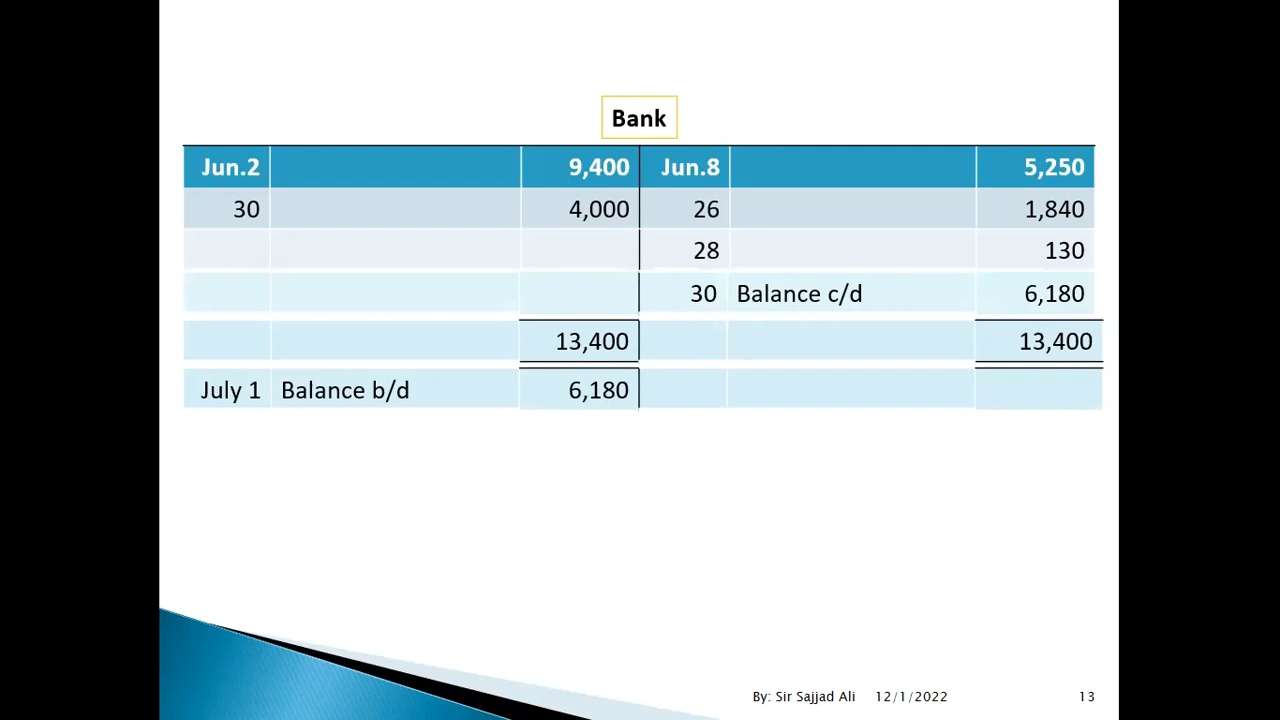 Bank
Jun.2 9,400 Jun.8 5,250
30 4,000 26 1,840
28 130
30 Balance c/d 6,180
13,400 13,400
July 1 Balance b/d 6,180
By: Sir Sajjad Ali 12/1/2022 13